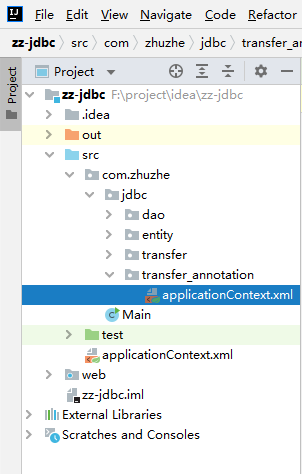 IJ File Edit View Navigate Code Refactor
zz-jdbc src com zhuzhe jdbc transfer_an
Project
Project
zz-jdbc F:\project\idea\zz-jdbc
.idea
out
src
com.zhuzhe
jdbc
dao
entity
transfer
transfer_annotation
applicationContext.xml
Main
test
applicationContext.xml
web
zz-jdbc.iml
External Libraries
Scratches and Consoles